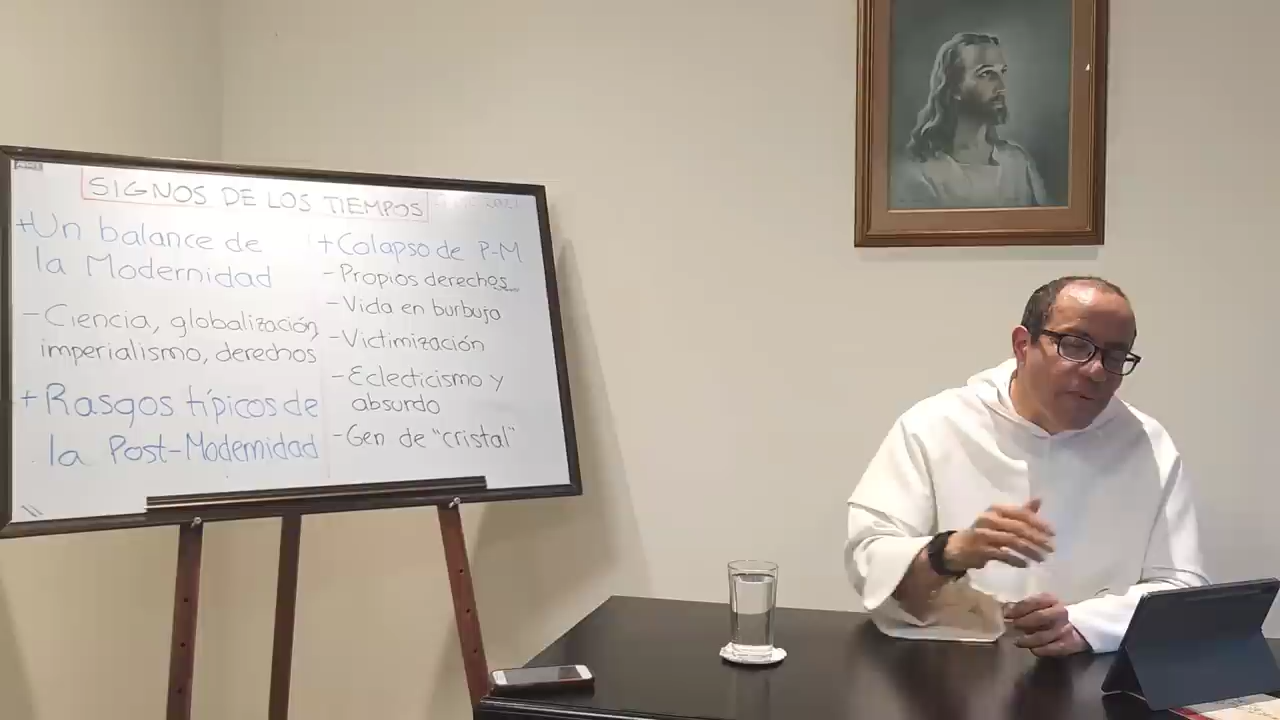 SIGNOS DE LOS TIEMPOS
+Un balance de
la Modernidad
-Ciencia, globalización,
imperialismo, derechos
+Rasgos típicos de
la Post-Modernidad
+Colapso de P-M
-Propios derechos
-Vida en burbuja
-Victimización
-Eclecticismo y
absurdo
-Gen de "cristal"